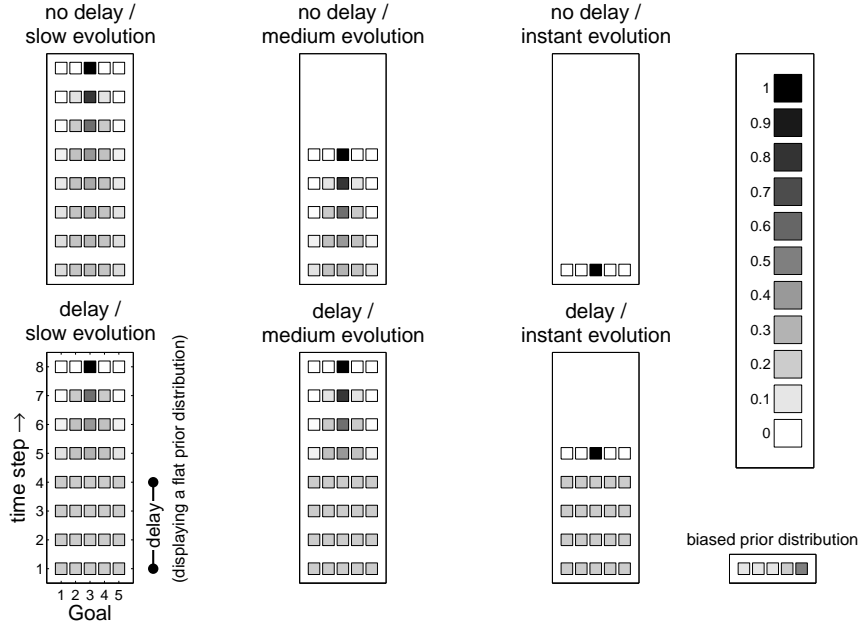 no delay /
slow evolution
no delay /
medium evolution
no delay /
instant evolution
1
0.9
0.8
0.7
0.6
0.5
0.4
0.3
0.2
0.1
0
delay /
slow evolution
delay /
medium evolution
delay /
instant evolution
8
7
6
5
4
3
2
1
time step →
1 2 3 4 5
Goal
delay
(displaying a flat prior distribution)
biased prior distribution